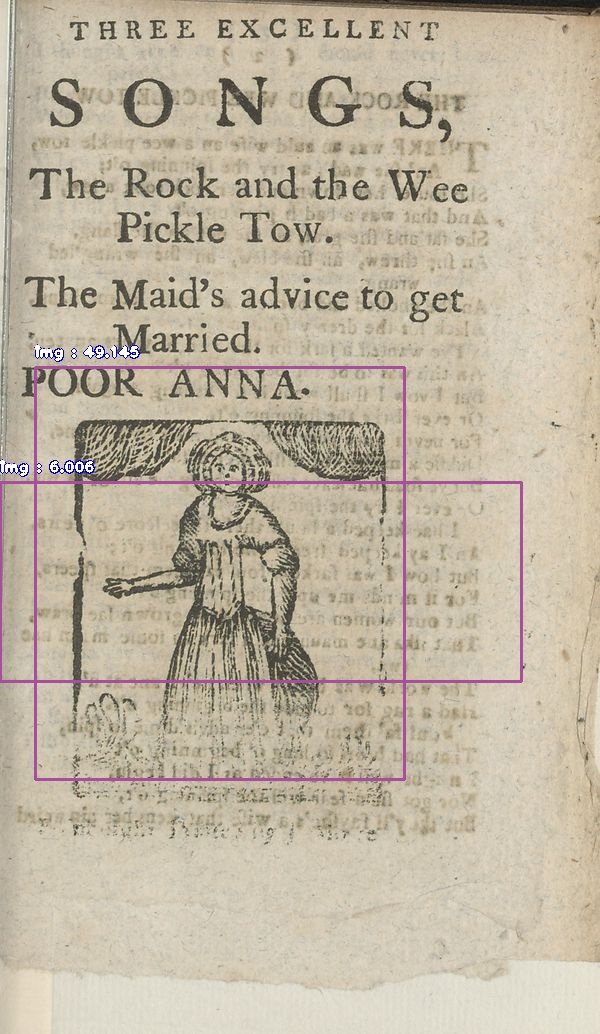 THREE EXCELLENT
SONGS,
The Rock and the Wee
Pickle Tow.
The Maid's advice to get
Married.
img : 49.145
POOR ANNA.
img : 6.006